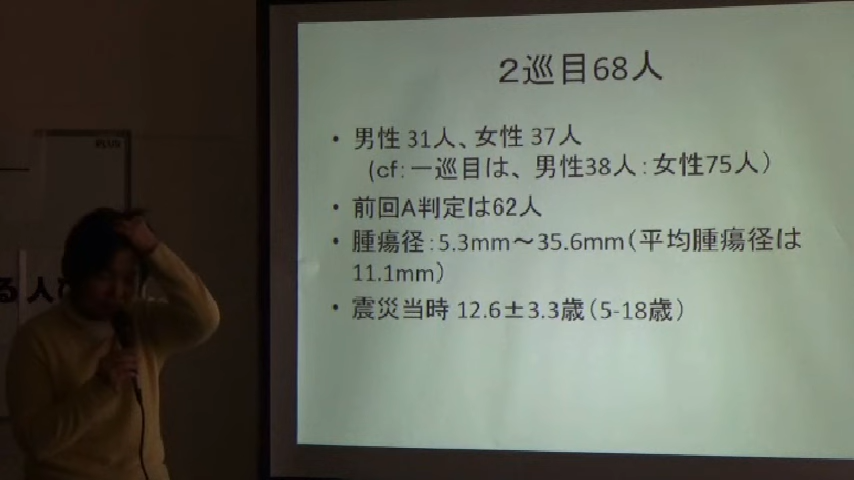 2巡目68人
・ 男性 31人、女性 37人
(cf：一巡目は、男性38人：女性75人）
・ 前回A判定は62人
・ 腫瘍径：5.3mm～35.6mm（平均腫瘍径は
11.1mm）
・ 震災当時 12.6±3.3歳（5-18歳）
PLUS
る人